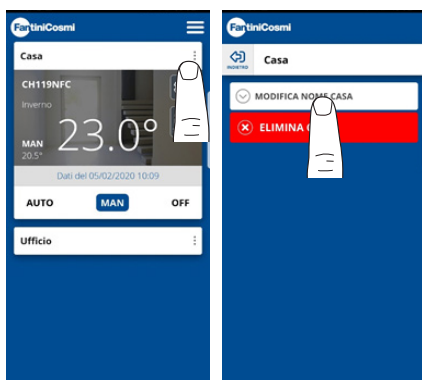 FantiniCosmi
Casa
CH119NFC
Inverno
MAN
23.0°
20.5°
Dati del 05/02/2020 10:09
AUTO MAN OFF
Ufficio
FantiniCosmi
INDIETRO
Casa
MODIFICA NOME CASA
ELIMINA